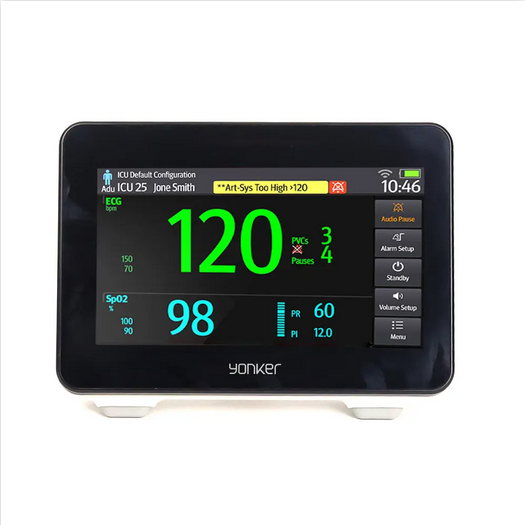 ICU Default Configuration
Adu ICU 25 Jone Smith **Art-Sys Too High >120 10:46
ECG
bpm
120
150
70
PVCs 3
Pauses 4
SpO2
%
98
100
90
PR 60
PI 12.0
Audio Pause
Alarm Setup
Standby
Volume Setup
Menu
yonker